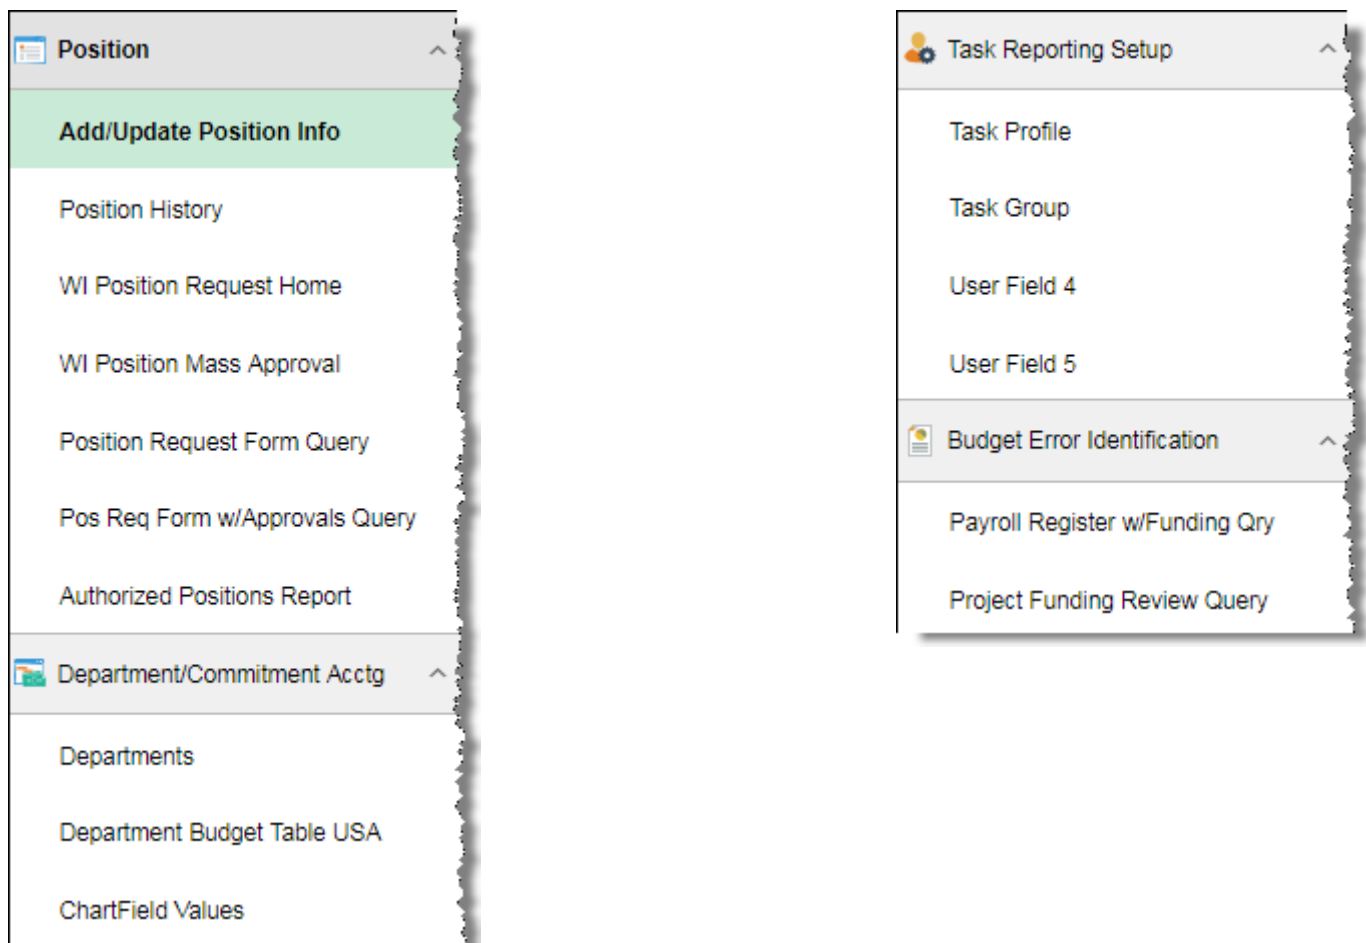 Position
Add/Update Position Info
Position History
WI Position Request Home
WI Position Mass Approval
Position Request Form Query
Pos Req Form w/Approvals Query
Authorized Positions Report
Department/Commitment Acctg
Departments
Department Budget Table USA
ChartField Values
Task Reporting Setup
Task Profile
Task Group
User Field 4
User Field 5
Budget Error Identification
Payroll Register w/Funding Qry
Project Funding Review Query